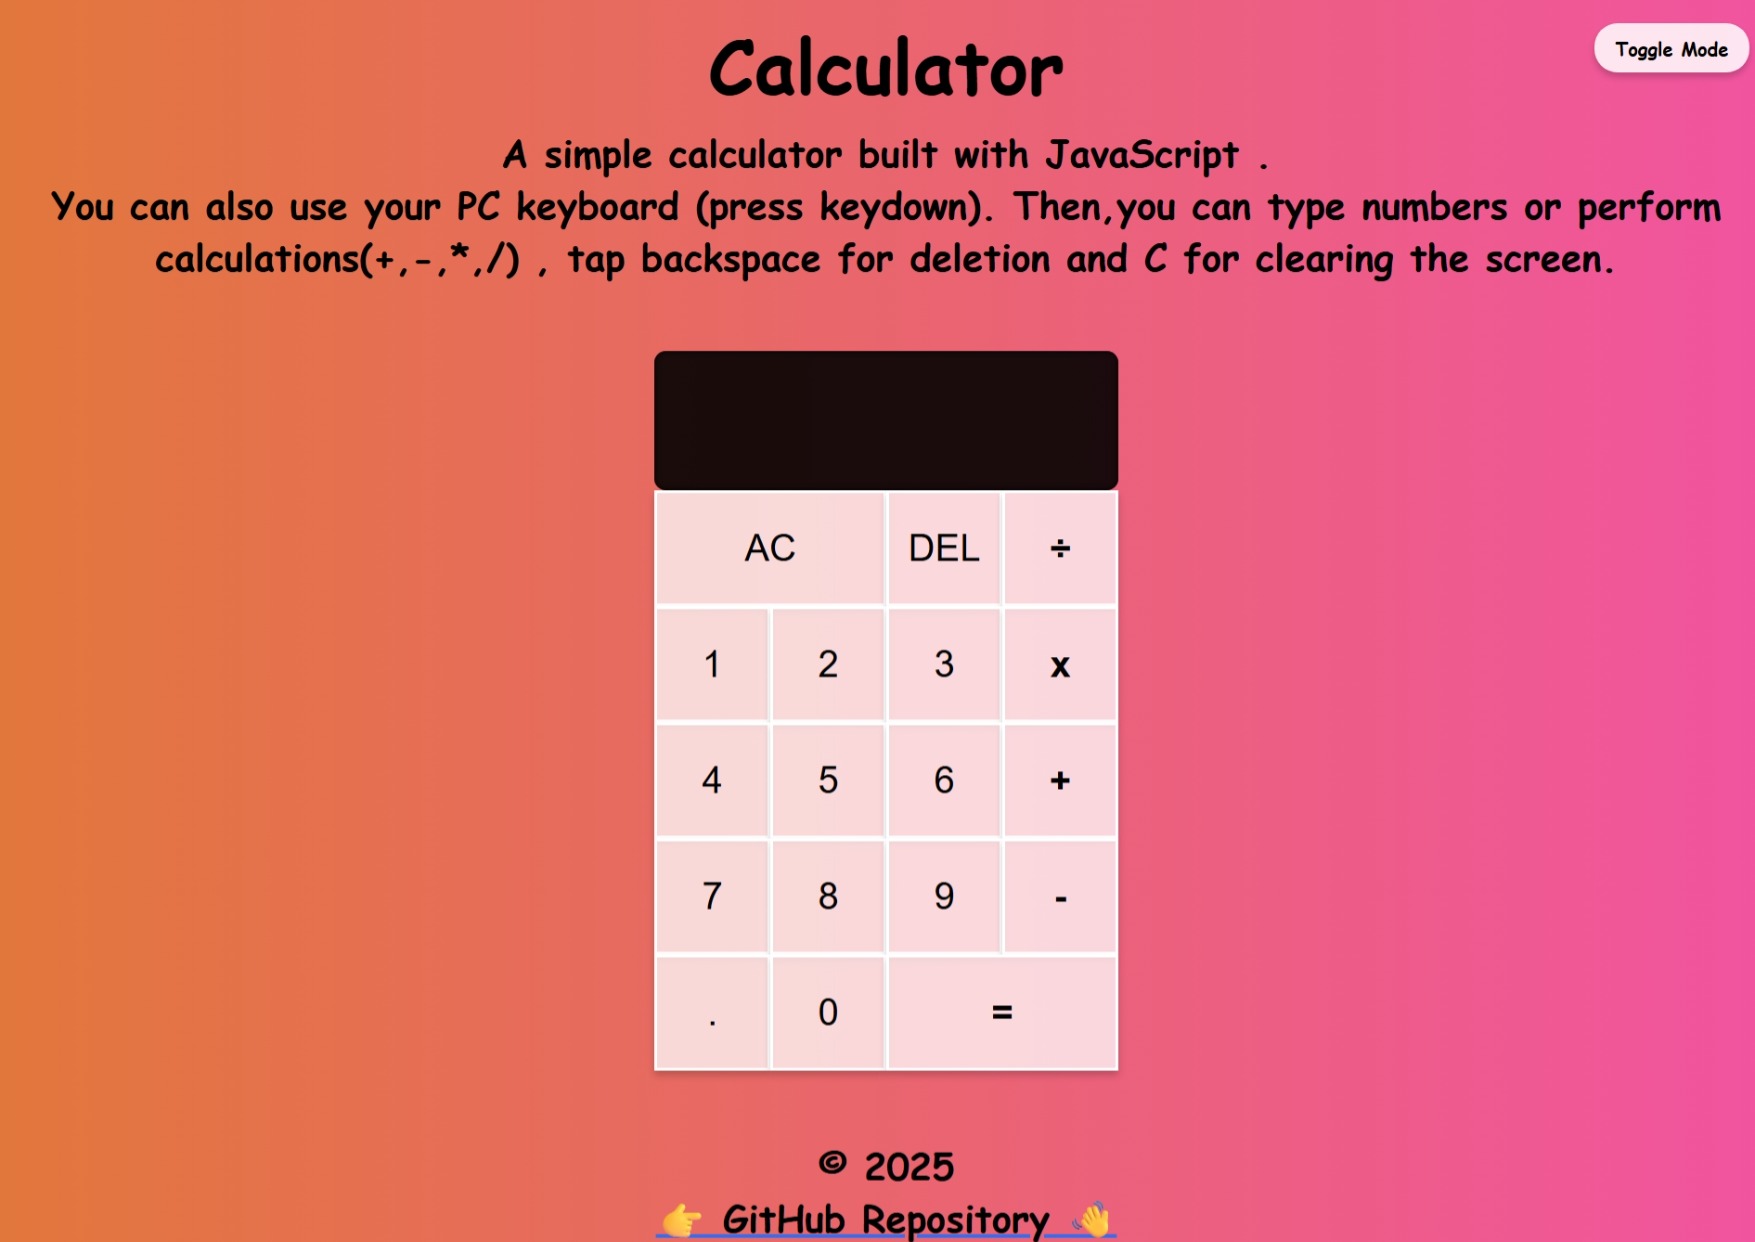 Calculator
Toggle Mode
A simple calculator built with JavaScript .
You can also use your PC keyboard (press keydown). Then,you can type numbers or perform
calculations(+,-,*,/) , tap backspace for deletion and C for clearing the screen.
AC DEL ÷
1 2 3 x
4 5 6 +
7 8 9 -
. 0 =
© 2025
👉 GitHub Repository 👋